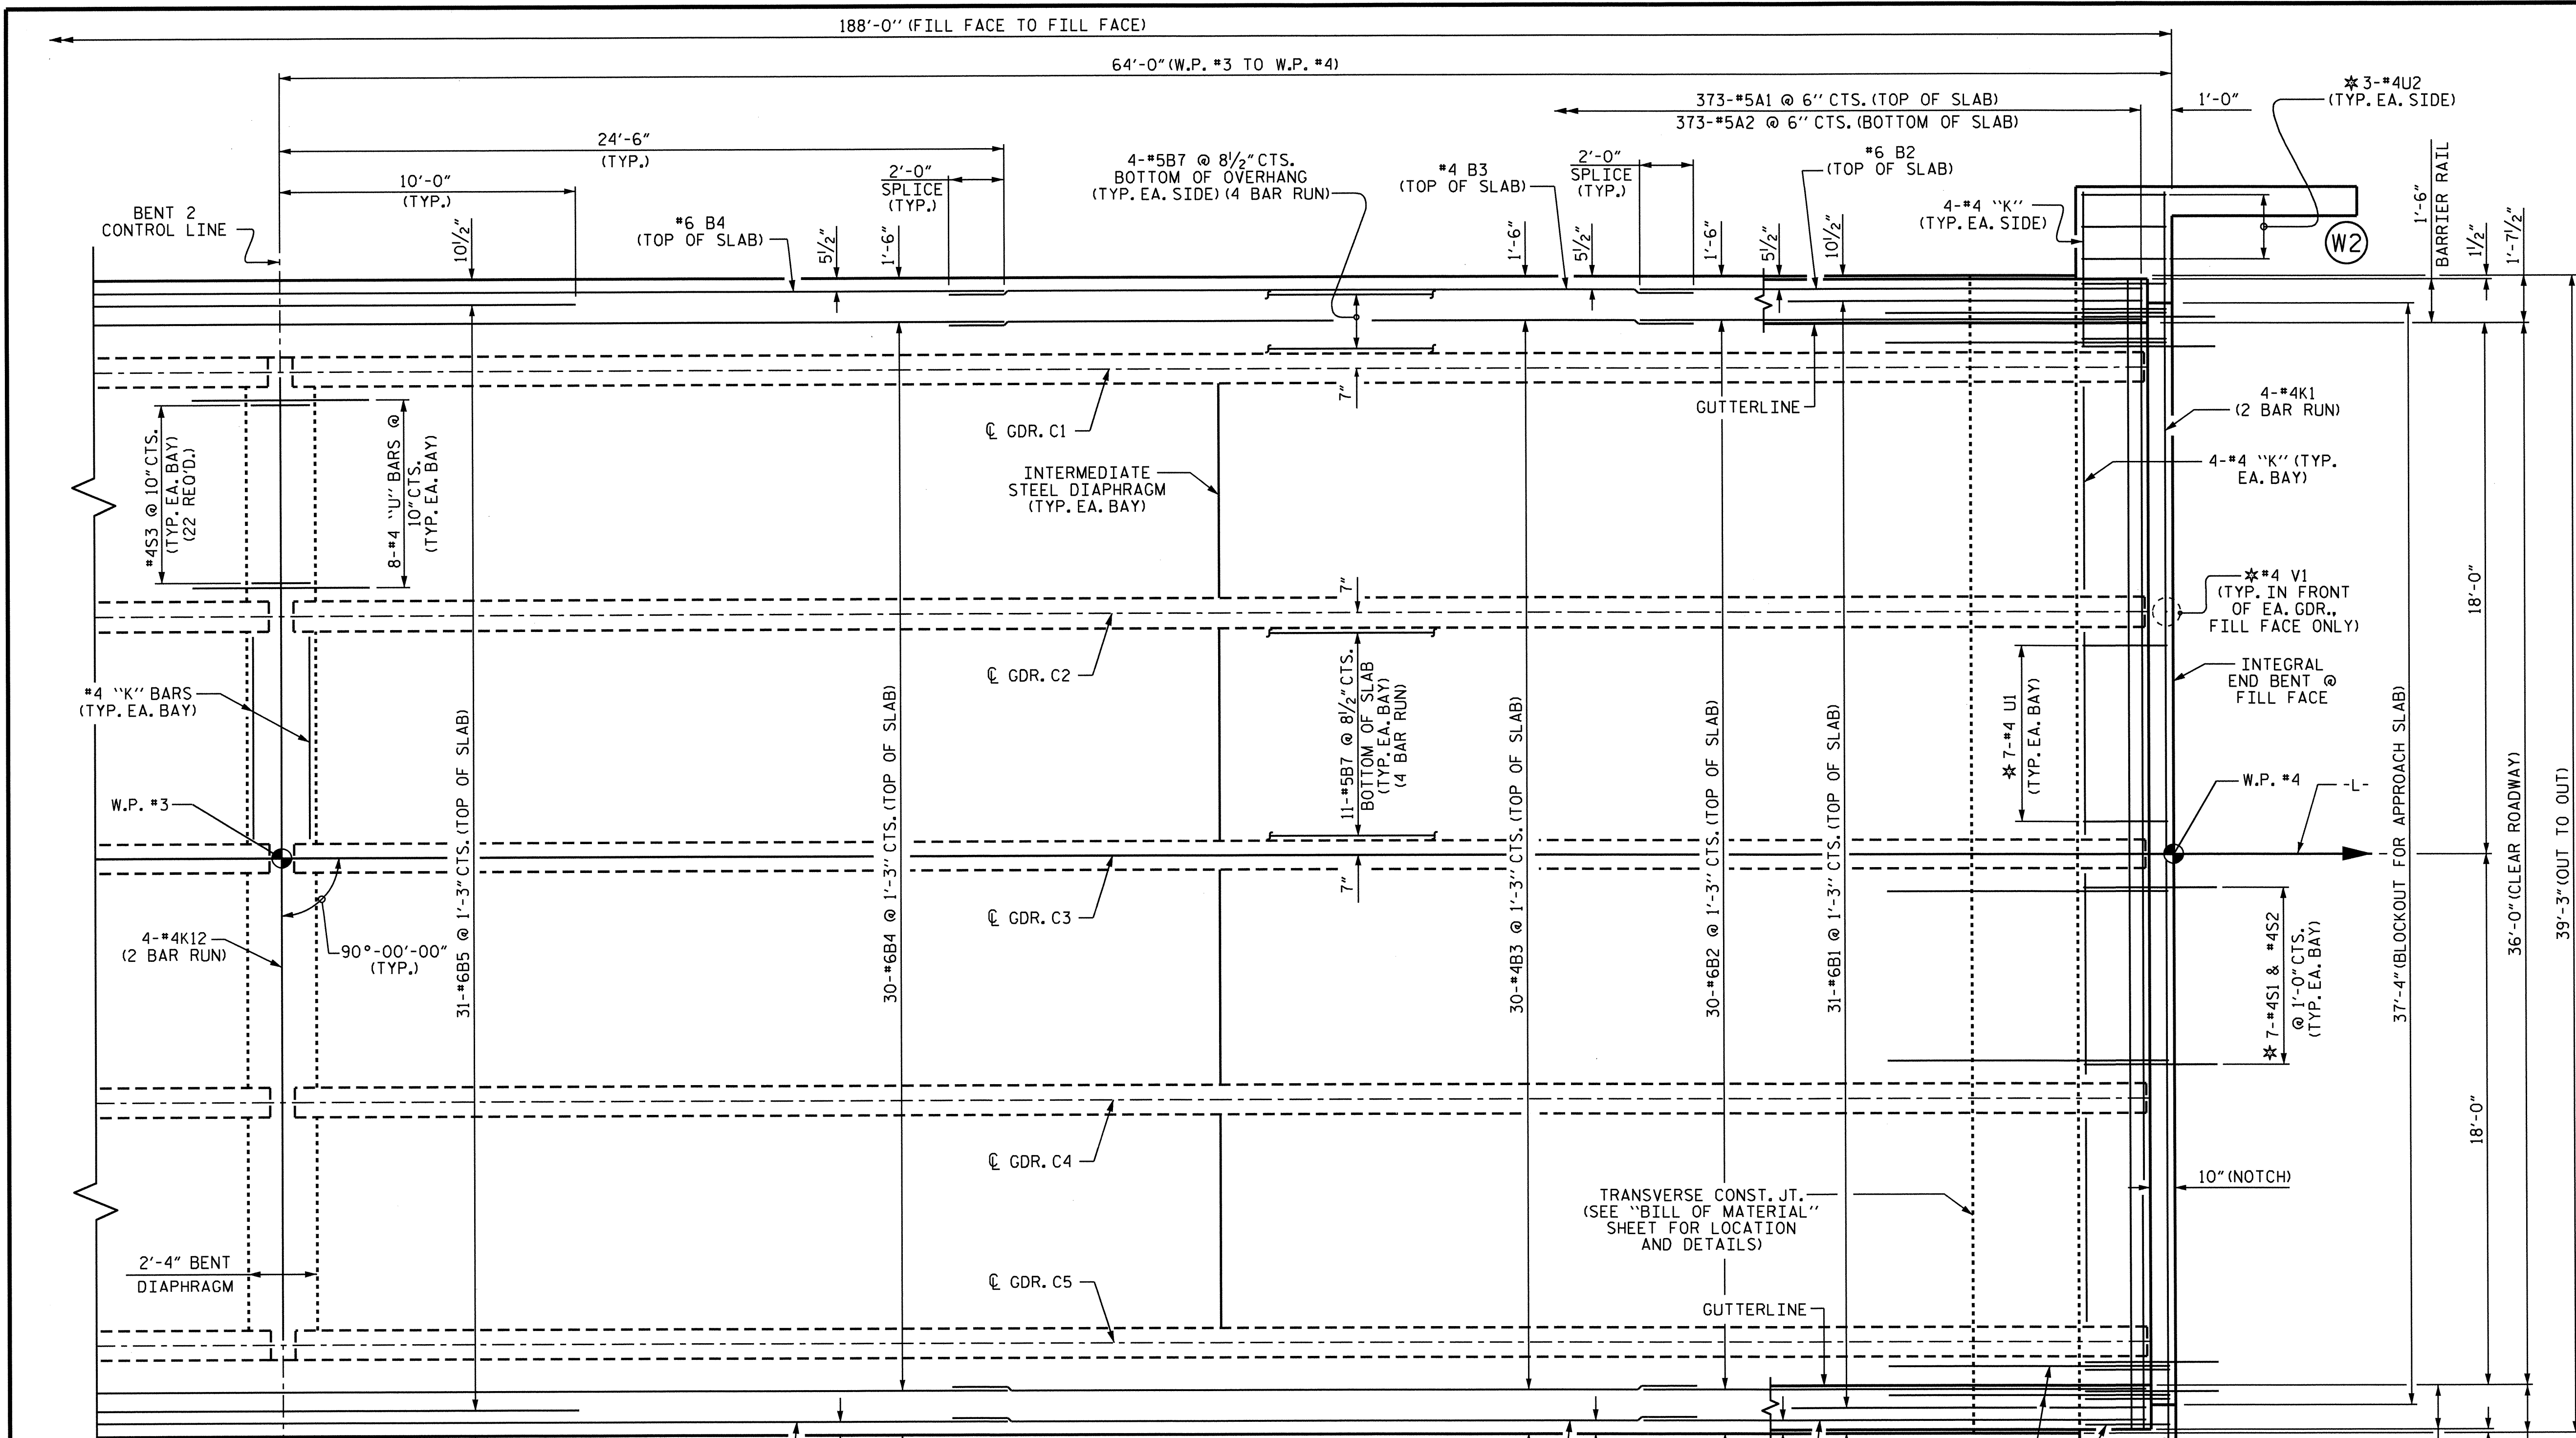 188'-0" (FILL FACE TO FILL FACE)
64'-0" (W.P. #3 TO W.P. #4)
373-#5A1 @ 6" CTS. (TOP OF SLAB)
373-#5A2 @ 6" CTS. (BOTTOM OF SLAB)
1'-0"
☆ 3-#4U2
(TYP. EA. SIDE)
24'-6"
(TYP.)
10'-0"
(TYP.)
2'-0"
SPLICE
(TYP.)
4-#5B7 @ 8½" CTS.
BOTTOM OF OVERHANG
(TYP. EA. SIDE) (4 BAR RUN)
#4 B3
(TOP OF SLAB)
2'-0"
SPLICE
(TYP.)
#6 B2
(TOP OF SLAB)
4-#4 "K"
(TYP. EA. SIDE)
W2
1'-6"
BARRIER RAIL
1½"
1'-7½"
BENT 2
CONTROL LINE
#6 B4
(TOP OF SLAB)
10½"
5½"
1'-6"
1'-6"
5½"
1'-6"
5½"
10½"
#4S3 @ 10" CTS.
(TYP. EA. BAY)
(22 REQ'D.)
8-#4 "U" BARS @
10" CTS.
(TYP. EA. BAY)
℄ GDR. C1
7"
GUTTERLINE
4-#4K1
(2 BAR RUN)
INTERMEDIATE
STEEL DIAPHRAGM
(TYP. EA. BAY)
4-#4 "K" (TYP.
EA. BAY)
7"
☆ #4 V1
(TYP. IN FRONT
OF EA. GDR.,
FILL FACE ONLY)
18'-0"
℄ GDR. C2
#4 "K" BARS
(TYP. EA. BAY)
11-#5B7 @ 8½" CTS.
BOTTOM OF SLAB
(TYP. EA. BAY)
(4 BAR RUN)
☆ 7-#4 U1
(TYP. EA. BAY)
INTEGRAL
END BENT @
FILL FACE
W.P. #3
W.P. #4
-L-
31-#6B5 @ 1'-3" CTS. (TOP OF SLAB)
30-#6B4 @ 1'-3" CTS. (TOP OF SLAB)
30-#4B3 @ 1'-3" CTS. (TOP OF SLAB)
30-#6B2 @ 1'-3" CTS. (TOP OF SLAB)
31-#6B1 @ 1'-3" CTS. (TOP OF SLAB)
37'-4" (BLOCKOUT FOR APPROACH SLAB)
36'-0" (CLEAR ROADWAY)
39'-3" (OUT TO OUT)
7"
℄ GDR. C3
4-#4K12
(2 BAR RUN)
90°-00'-00"
(TYP.)
☆ 7-#4S1 & #4S2
@ 1'-0" CTS.
(TYP. EA. BAY)
18'-0"
℄ GDR. C4
10" (NOTCH)
TRANSVERSE CONST. JT.
(SEE "BILL OF MATERIAL"
SHEET FOR LOCATION
AND DETAILS)
2'-4" BENT
DIAPHRAGM
℄ GDR. C5
GUTTERLINE